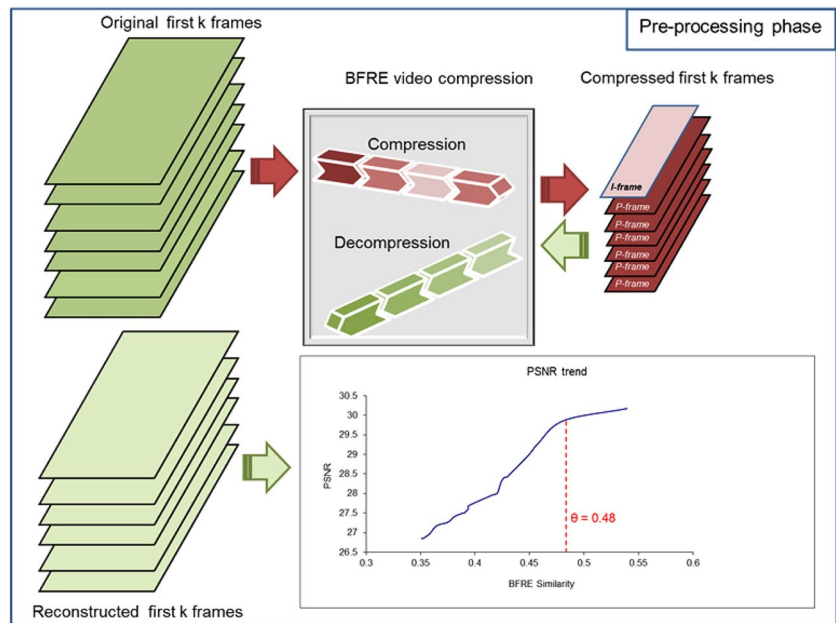 Original first k frames
Pre-processing phase
BFRE video compression
Compressed first k frames
Compression
Decompression
I-frame
P-frame
P-frame
P-frame
P-frame
P-frame
P-frame
PSNR trend
PSNR
30.5
30
29.5
29
28.5
28
27.5
27
26.5
θ = 0.48
0.3
0.35
0.4
0.45
0.5
0.55
0.6
BFRE Similarity
Reconstructed first k frames